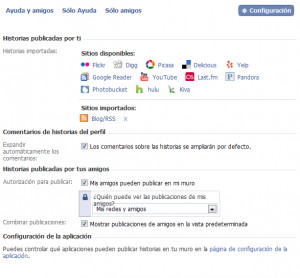 Ayuda y amigos Sólo Ayuda Sólo amigos Configuración
Historias publicadas por ti
Historias importadas: Sitios disponibles:
Flickr Digg Picasa Delicious Yelp
Google Reader YouTube Last.fm Pandora
Photobucket hulu Kiva
Sitios importados:
Blog/RSS x
Comentarios de historias del perfil
Expandir automáticamente los comentarios: Los comentarios sobre las historias se ampliarán por defecto.
Historias publicadas por tus amigos
Autorización para publicar: Mis amigos pueden publicar en mi muro
¿Quién puede ver las publicaciones de mis amigos?
Mis redes y amigos
Combinar publicaciones: Mostrar publicaciones de amigos en la vista predeterminada
Configuración de la aplicación
Puedes controlar qué aplicaciones pueden publicar historias en tu muro en la página de configuración de la aplicación.